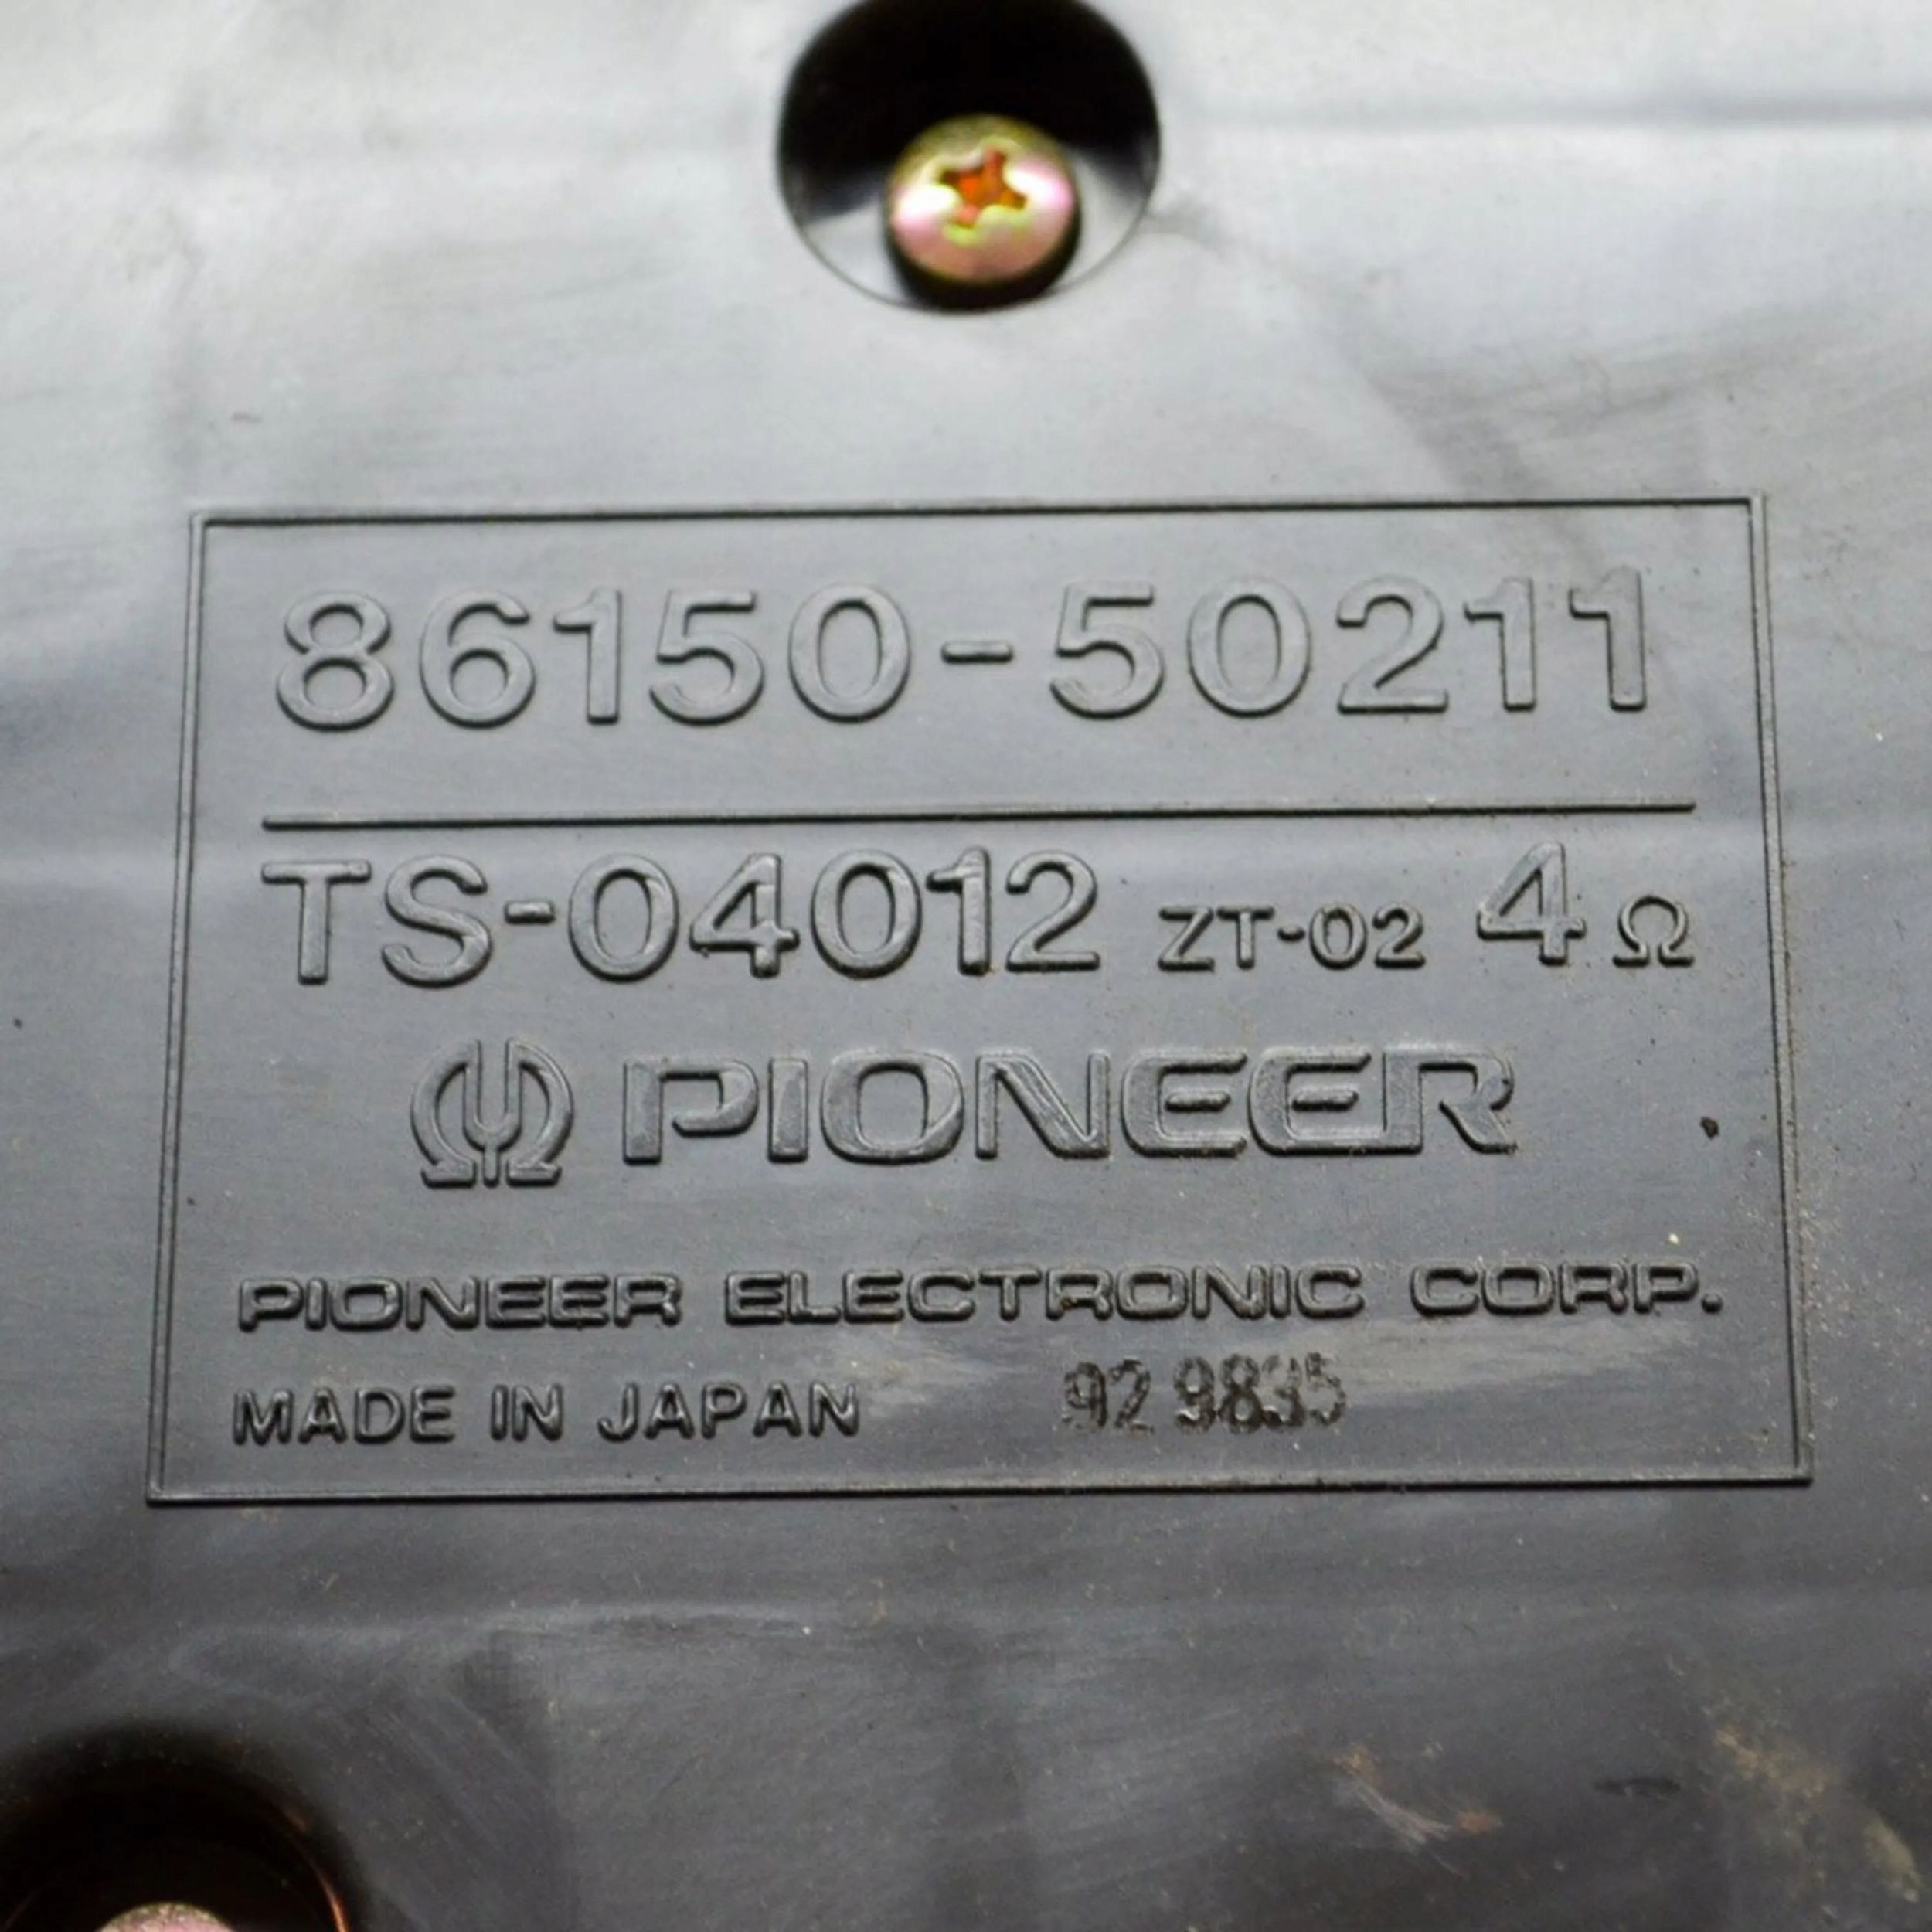 86150-50211
TS-04012 ZT-02 4Ω
PIONEER
PIONEER ELECTRONIC CORP.
MADE IN JAPAN 92 9835